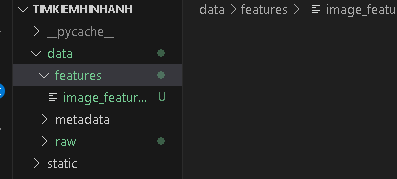 TIMKIEMHINHANH
__pycache__
data
features
image_featur... U
metadata
raw
static
data > features > image_featu